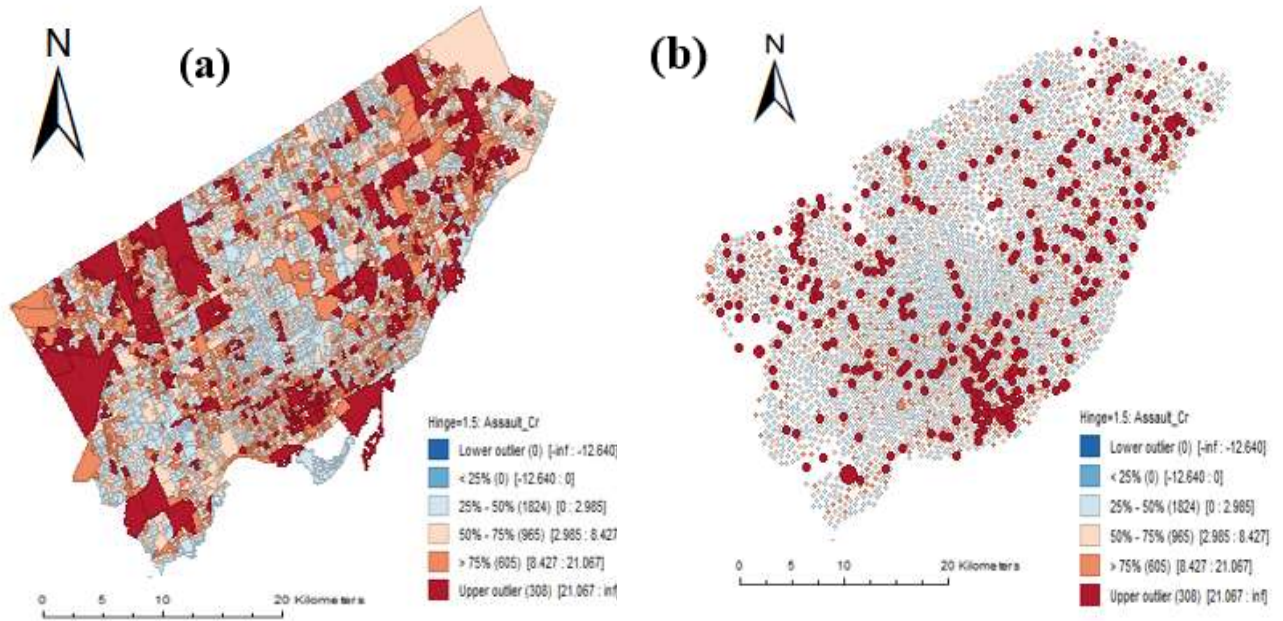 N
(a)
Hinge=1.5: Assault_Cr
Lower outlier (0) [-inf : -12.640]
< 25% (0) [-12.640 : 0]
25% - 50% (1824) [0 : 2.985]
50% - 75% (965) [2.985 : 8.427
> 75% (605) [8.427 : 21.067]
Upper outlier (308) [21.067 : inf
0 5 10 20 Kilometers
(b)
N
Hinge=1.5: Assault_Cr
Lower outlier (0) [-inf : -12.640]
< 25% (0) [-12.640 : 0]
25% - 50% (1824) [0 : 2.985]
50% - 75% (965) [2.985 : 8.427]
> 75% (605) [8.427 : 21.067]
Upper outlier (308) [21.067 : inf]
0 5 10 20 Kilometers